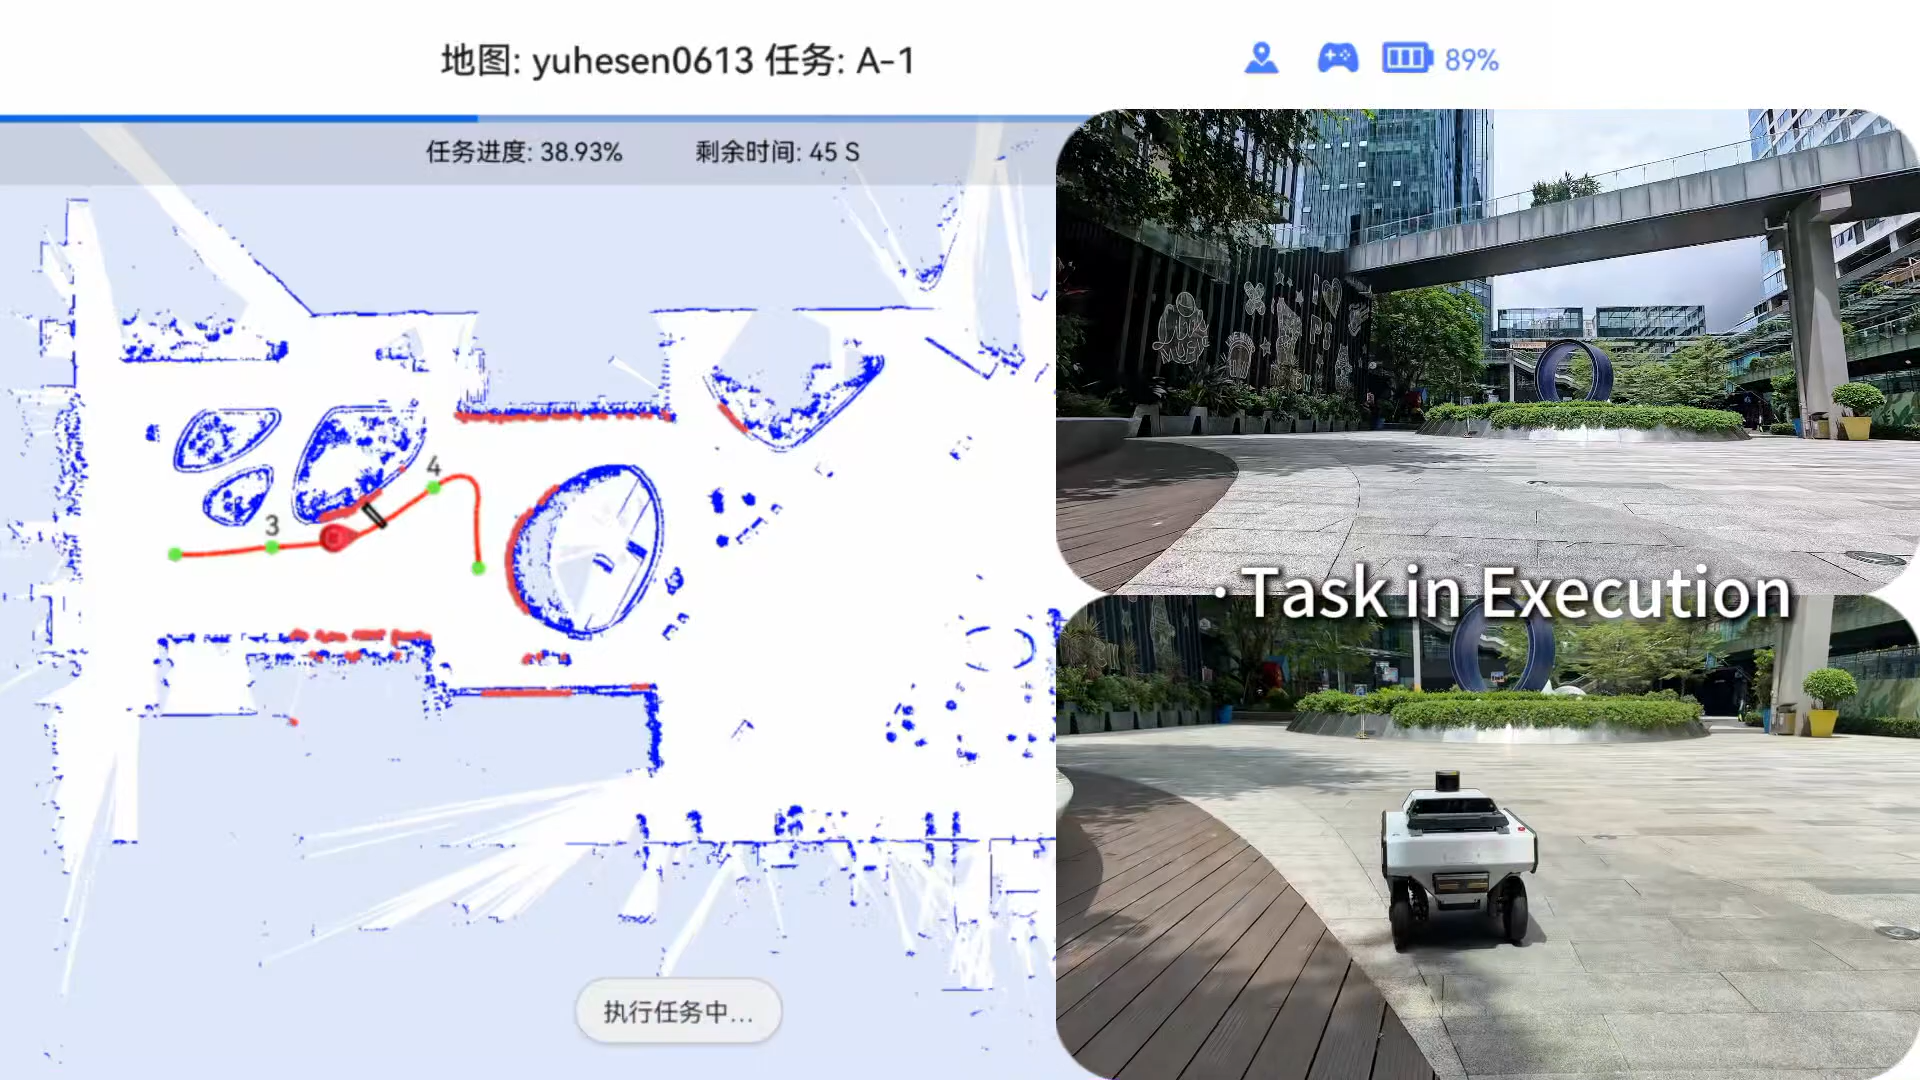 地图: yuhesen0613 任务: A-1
89%
任务进度: 38.93%
剩余时间: 45 S
4
3
· Task in Execution
MUSIC
执行任务中...